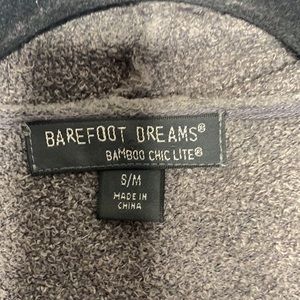 BAREFOOT DREAMS®
BAMBOO CHIC LITE®
S/M
MADE IN
CHINA